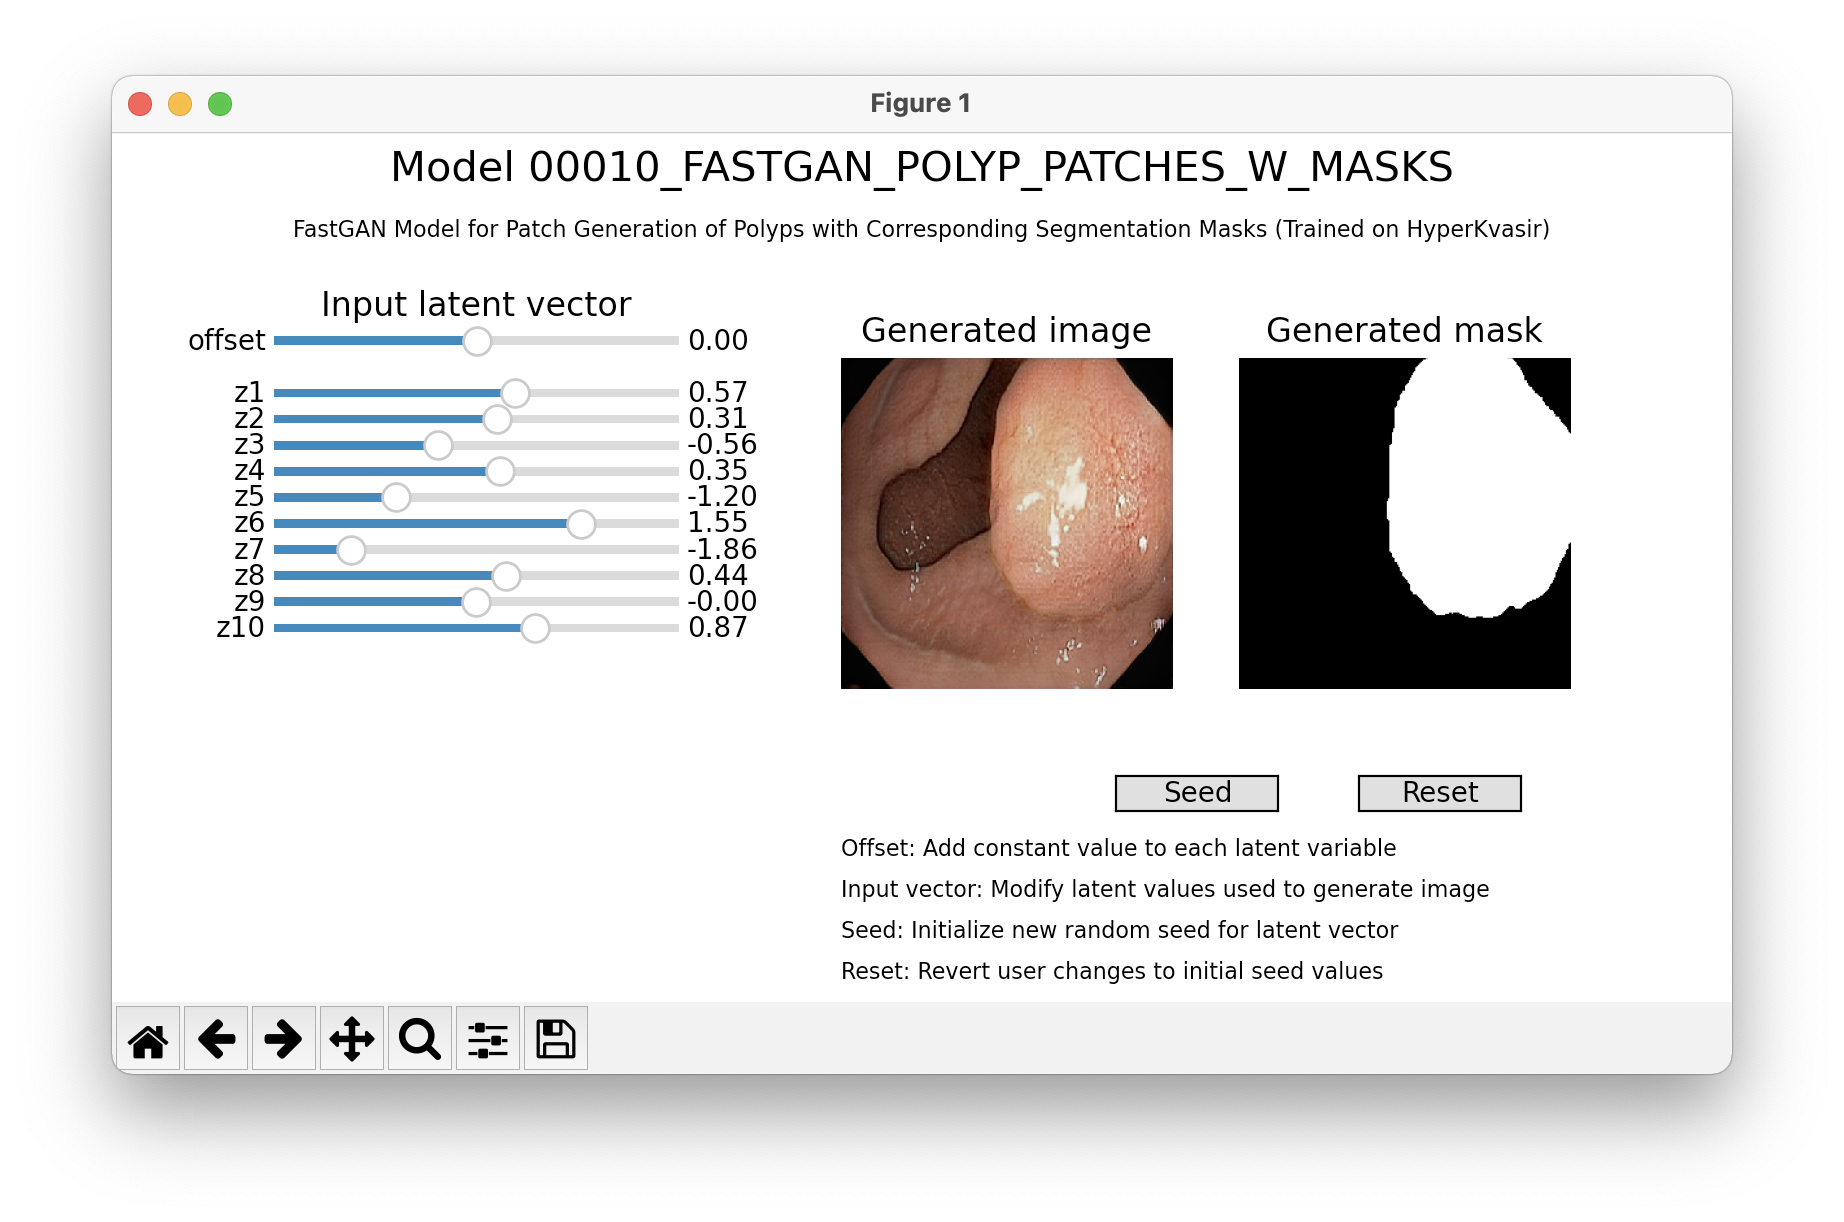 Figure 1
Model 00010_FASTGAN_POLYP_PATCHES_W_MASKS
FastGAN Model for Patch Generation of Polyps with Corresponding Segmentation Masks (Trained on HyperKvasir)
Input latent vector
offset 0.00
z1 0.57
z2 0.31
z3 -0.56
z4 0.35
z5 -1.20
z6 1.55
z7 -1.86
z8 0.44
z9 -0.00
z10 0.87
Generated image
Generated mask
Seed
Reset
Offset: Add constant value to each latent variable
Input vector: Modify latent values used to generate image
Seed: Initialize new random seed for latent vector
Reset: Revert user changes to initial seed values